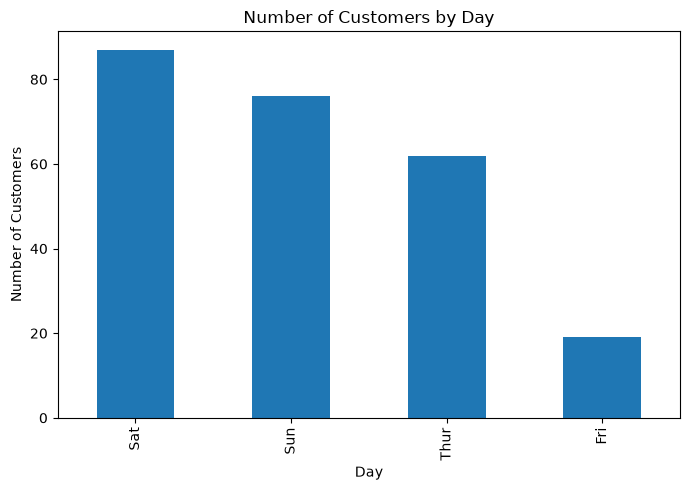 Number of Customers by Day
Number of Customers
80
60
40
20
0
Sat
Sun
Thur
Fri
Day